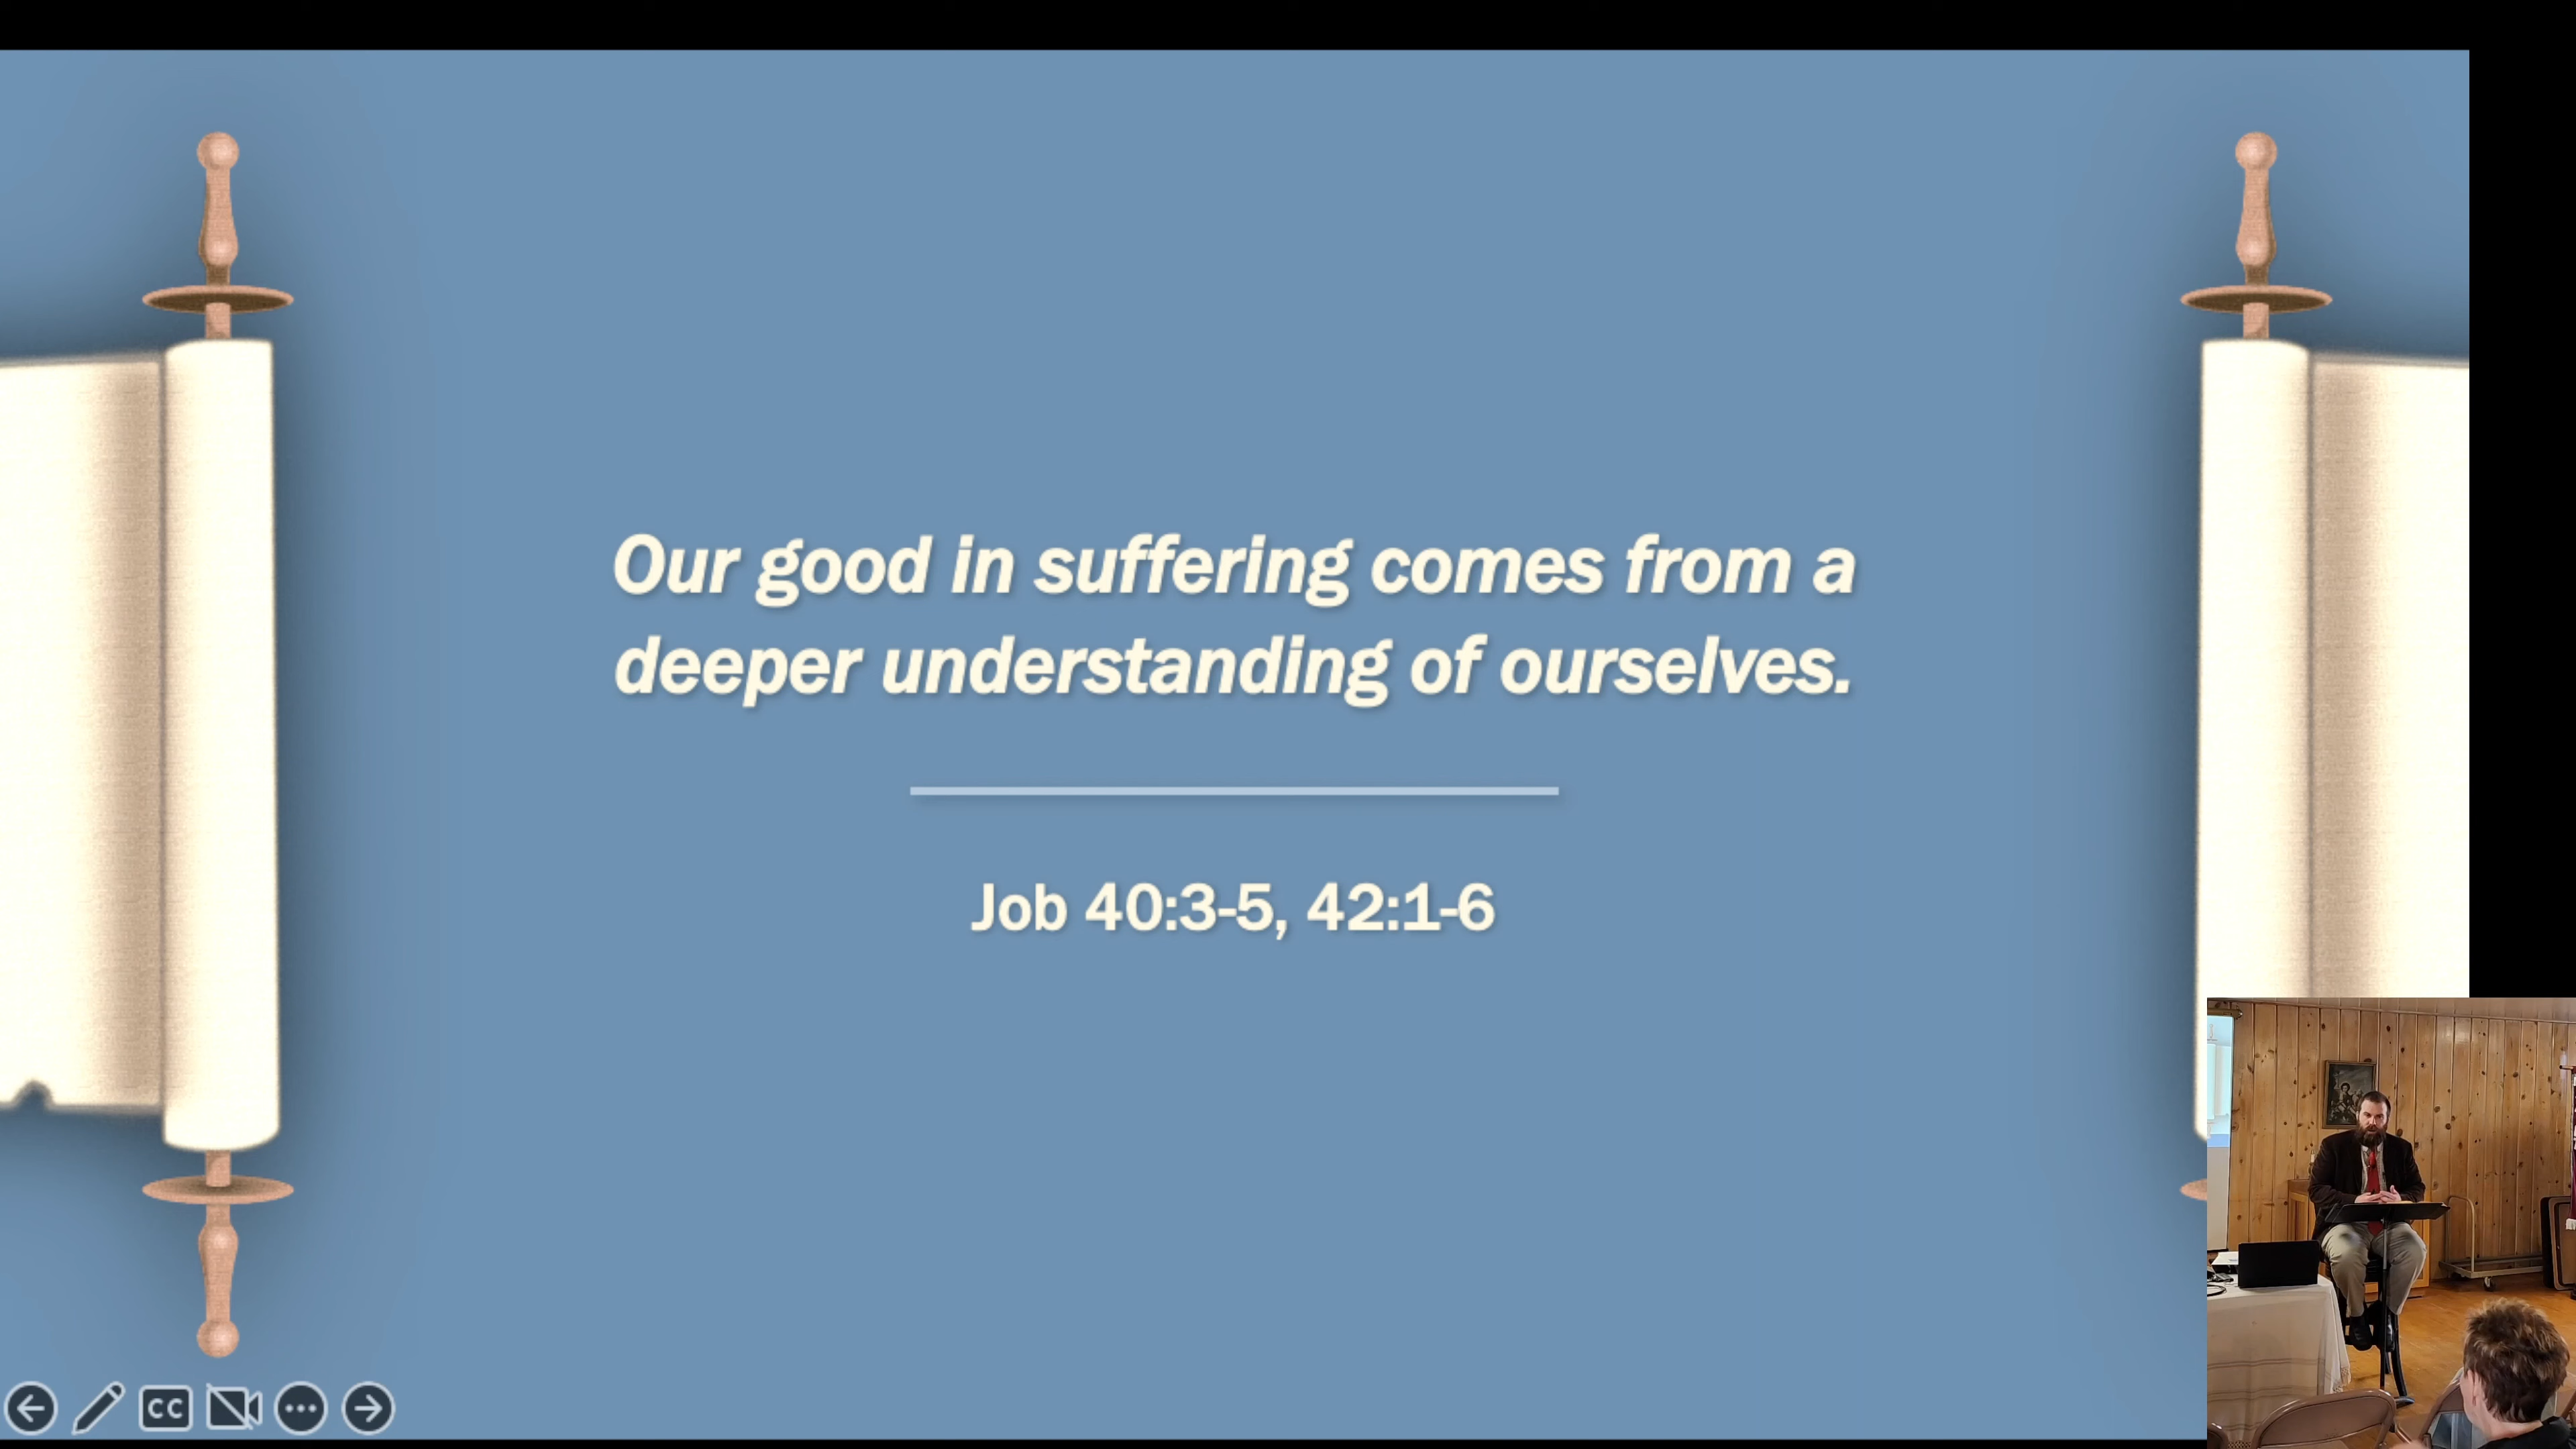 Our good in suffering comes from a
deeper understanding of ourselves.
Job 40:3-5, 42:1-6
CC